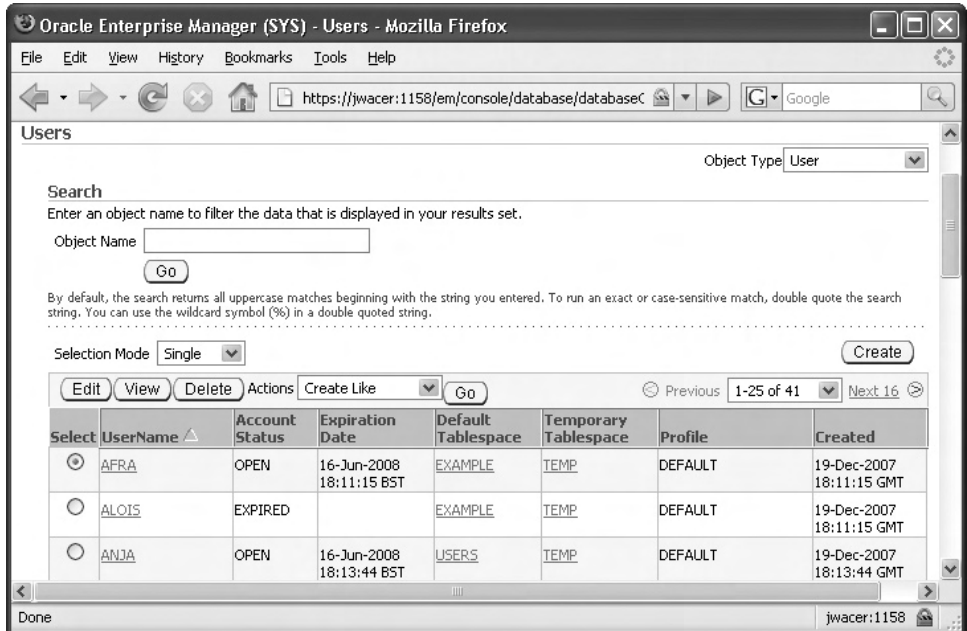 Oracle Enterprise Manager (SYS) - Users - Mozilla Firefox
File Edit View History Bookmarks Tools Help
https://jwacer:1158/em/console/database/databaseC G Google
Users
Object Type User
Search
Enter an object name to filter the data that is displayed in your results set.
Object Name
Go
By default, the search returns all uppercase matches beginning with the string you entered. To run an exact or case-sensitive match, double quote the search
string. You can use the wildcard symbol (%) in a double quoted string.
Selection Mode Single Create
Edit View Delete Actions Create Like Go Previous 1-25 of 41 Next 16
Account Expiration Default Temporary
Select UserName Status Date Tablespace Tablespace Profile Created
AFRA OPEN 16-Jun-2008 EXAMPLE TEMP DEFAULT 19-Dec-2007
18:11:15 BST 18:11:15 GMT
ALOIS EXPIRED EXAMPLE TEMP DEFAULT 19-Dec-2007
18:11:15 GMT
ANJA OPEN 16-Jun-2008 USERS TEMP DEFAULT 19-Dec-2007
18:13:44 BST 18:13:44 GMT
Done jwacer:1158